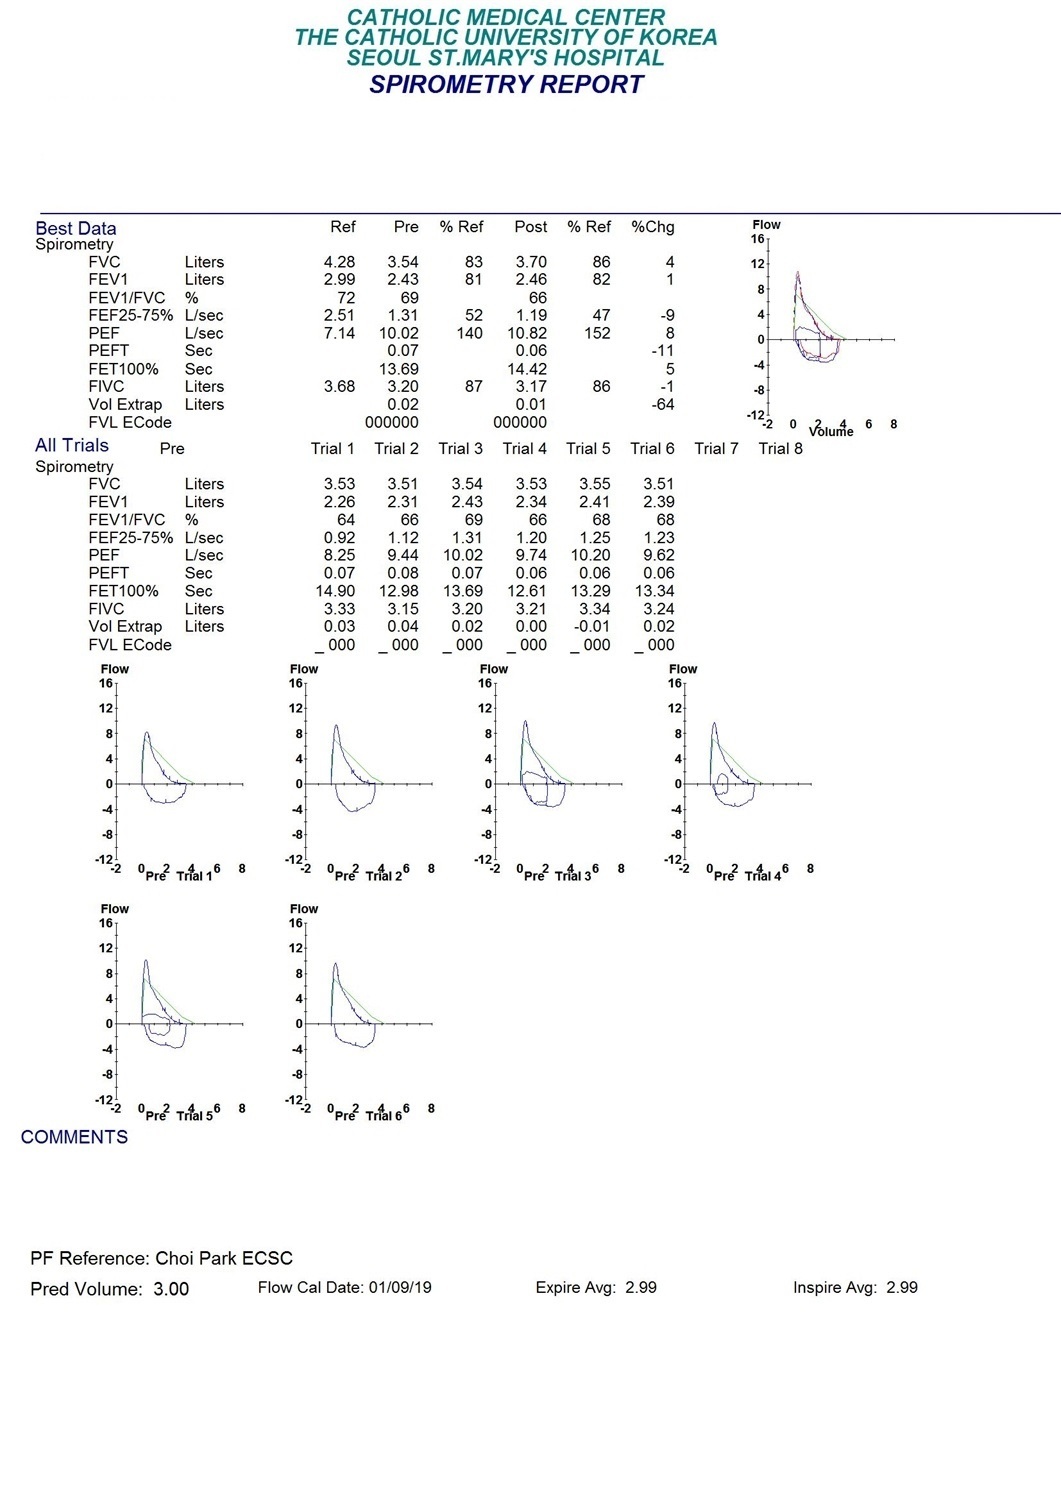 CATHOLIC MEDICAL CENTER
THE CATHOLIC UNIVERSITY OF KOREA
SEOUL ST.MARY'S HOSPITAL
SPIROMETRY REPORT
Best Data Ref Pre % Ref Post % Ref %Chg
Spirometry
FVC Liters 4.28 3.54 83 3.70 86 4
FEV1 Liters 2.99 2.43 81 2.46 82 1
FEV1/FVC % 72 69 66
FEF25-75% L/sec 2.51 1.31 52 1.19 47 -9
PEF L/sec 7.14 10.02 140 10.82 152 8
PEFT Sec 0.07 0.06 -11
FET100% Sec 13.69 14.42 5
FIVC Liters 3.68 3.20 87 3.17 86 -1
Vol Extrap Liters 0.02 0.01 -64
FVL ECode 000000 000000
Flow
16
12
8
4
0
-4
-8
-12
-2 0 2 4 6 8
Volume
All Trials Pre Trial 1 Trial 2 Trial 3 Trial 4 Trial 5 Trial 6 Trial 7 Trial 8
Spirometry
FVC Liters 3.53 3.51 3.54 3.53 3.55 3.51
FEV1 Liters 2.26 2.31 2.43 2.34 2.41 2.39
FEV1/FVC % 64 66 69 66 68 68
FEF25-75% L/sec 0.92 1.12 1.31 1.20 1.25 1.23
PEF L/sec 8.25 9.44 10.02 9.74 10.20 9.62
PEFT Sec 0.07 0.08 0.07 0.06 0.06 0.06
FET100% Sec 14.90 12.98 13.69 12.61 13.29 13.34
FIVC Liters 3.33 3.15 3.20 3.21 3.34 3.24
Vol Extrap Liters 0.03 0.04 0.02 0.00 -0.01 0.02
FVL ECode _ 000 _ 000 _ 000 _ 000 _ 000 _ 000
Flow Flow Flow Flow
16 16 16 16
12 12 12 12
8 8 8 8
4 4 4 4
0 0 0 0
-4 -4 -4 -4
-8 -8 -8 -8
-12 -12 -12 -12
-2 0 2 4 6 8 -2 0 2 4 6 8 -2 0 2 4 6 8 -2 0 2 4 6 8
Pre Trial 1 Pre Trial 2 Pre Trial 3 Pre Trial 4
Flow Flow
16 16
12 12
8 8
4 4
0 0
-4 -4
-8 -8
-12 -12
-2 0 2 4 6 8 -2 0 2 4 6 8
Pre Trial 5 Pre Trial 6
COMMENTS
PF Reference: Choi Park ECSC
Pred Volume: 3.00 Flow Cal Date: 01/09/19 Expire Avg: 2.99 Inspire Avg: 2.99